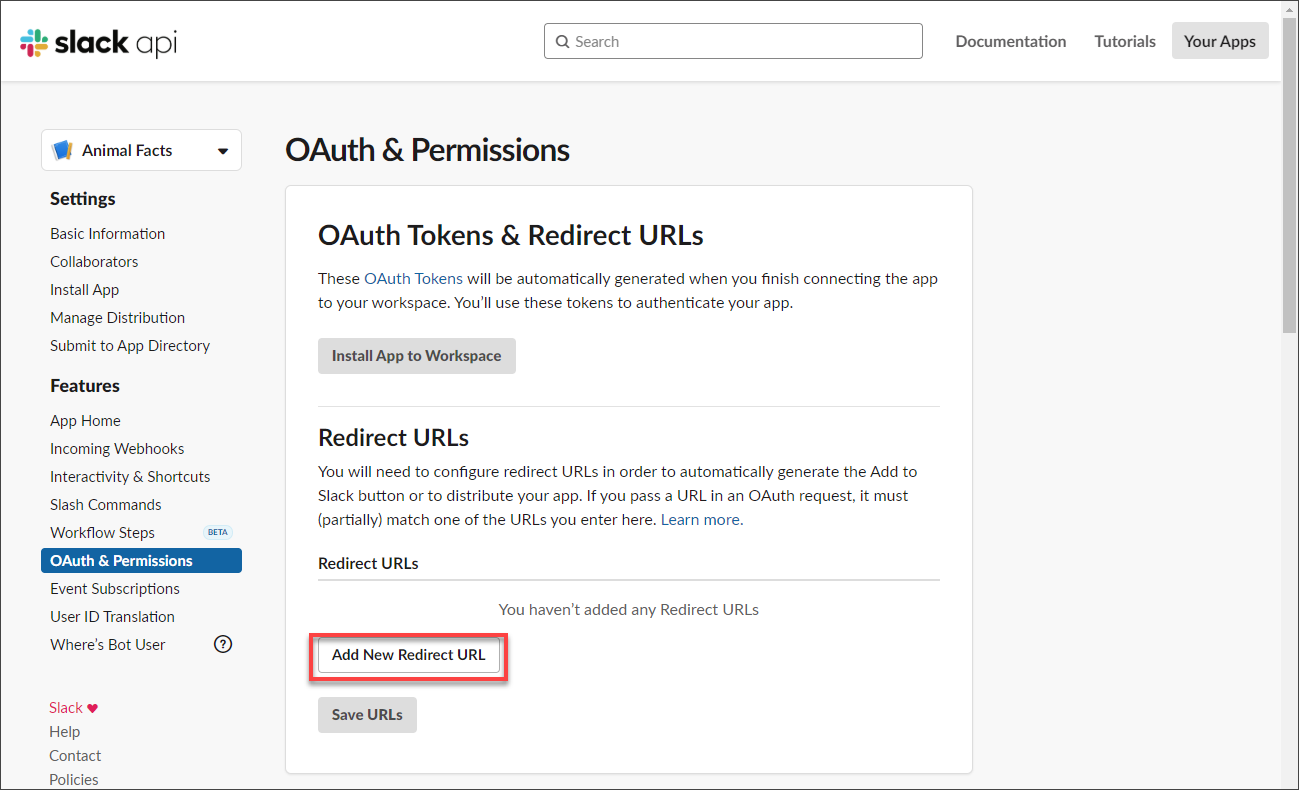 slack api
Search
Documentation
Tutorials
Your Apps
Animal Facts
Settings
Basic Information
Collaborators
Install App
Manage Distribution
Submit to App Directory
Features
App Home
Incoming Webhooks
Interactivity & Shortcuts
Slash Commands
Workflow Steps BETA
OAuth & Permissions
Event Subscriptions
User ID Translation
Where’s Bot User ?
Slack ♥
Help
Contact
Policies
OAuth & Permissions
OAuth Tokens & Redirect URLs
These OAuth Tokens will be automatically generated when you finish connecting the app
to your workspace. You’ll use these tokens to authenticate your app.
Install App to Workspace
Redirect URLs
You will need to configure redirect URLs in order to automatically generate the Add to
Slack button or to distribute your app. If you pass a URL in an OAuth request, it must
(partially) match one of the URLs you enter here. Learn more.
Redirect URLs
You haven’t added any Redirect URLs
Add New Redirect URL
Save URLs